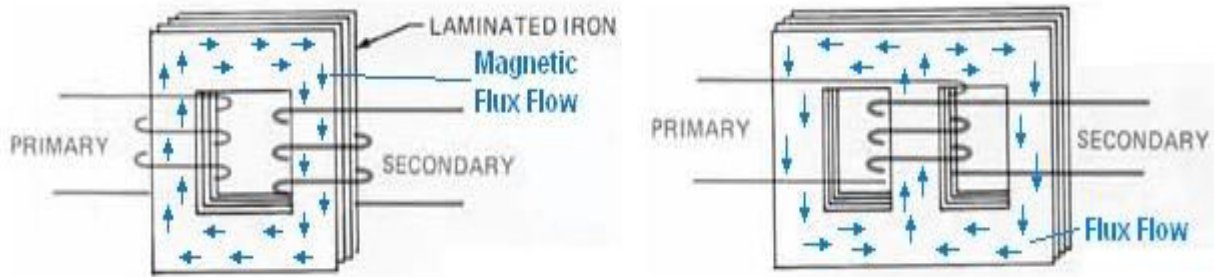 LAMINATED IRON
Magnetic
Flux Flow
PRIMARY
SECONDARY
PRIMARY
SECONDARY
Flux Flow